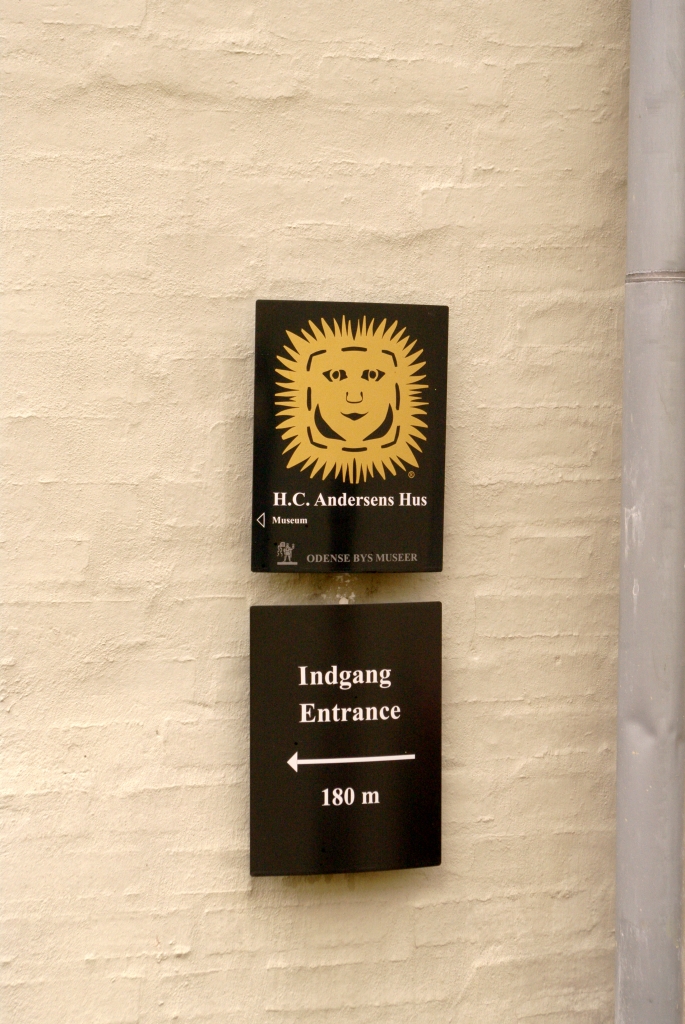 ®
H.C. Andersens Hus
Museum
ODENSE BYS MUSEER
Indgang
Entrance
180 m